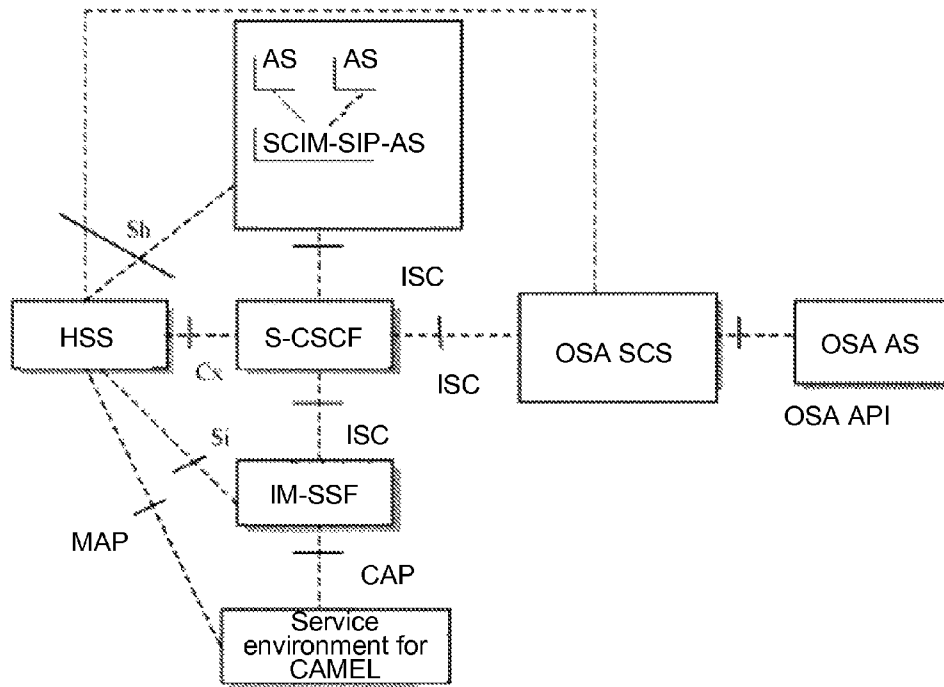 AS AS
SCIM-SIP-AS
Sh
ISC
HSS
S-CSCF
OSA SCS
OSA AS
Cx
ISC
OSA API
Si
ISC
IM-SSF
MAP
CAP
Service
environment for
CAMEL